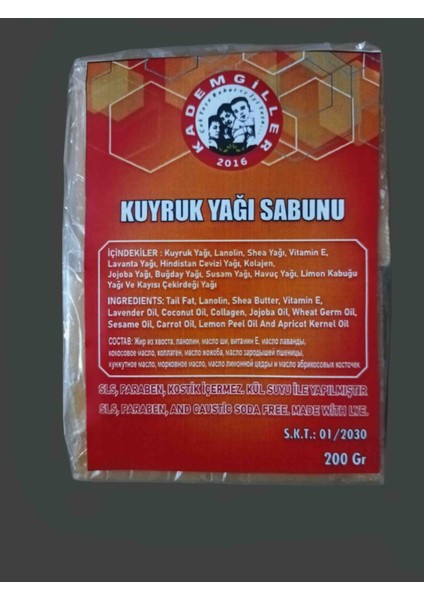 KADEMGİLLER
2016
KUYRUK YAĞI SABUNU
İÇİNDEKİLER : Kuyruk Yağı, Lanolin, Shea Yağı, Vitamin E,
Lavanta Yağı, Hindistan Cevizi Yağı, Kolajen,
Jojoba Yağı, Buğday Yağı, Susam Yağı, Havuç Yağı, Limon Kabuğu
Yağı Ve Kayısı Çekirdeği Yağı
INGREDIENTS: Tail Fat, Lanolin, Shea Butter, Vitamin E,
Lavender Oil, Coconut Oil, Collagen, Jojoba Oil, Wheat Germ Oil,
Sesame Oil, Carrot Oil, Lemon Peel Oil And Apricot Kernel Oil
СОСТАВ: Жир из хвоста, ланолин, масло ши, витамин Е, масло лаванды,
кокосовое масло, коллаген, масло жожоба, масло зародышей пшеницы,
кунжутное масло, морковное масло, масло лимонной цедры и масло абрикосовых косточек
SLS, PARABEN, KOSTİK İÇERMEZ. KÜL SUYU İLE YAPILMIŞTIR
SLS, PARABEN, AND CAUSTIC SODA FREE. MADE WITH LYE.
S.K.T.: 01/2030
200 Gr